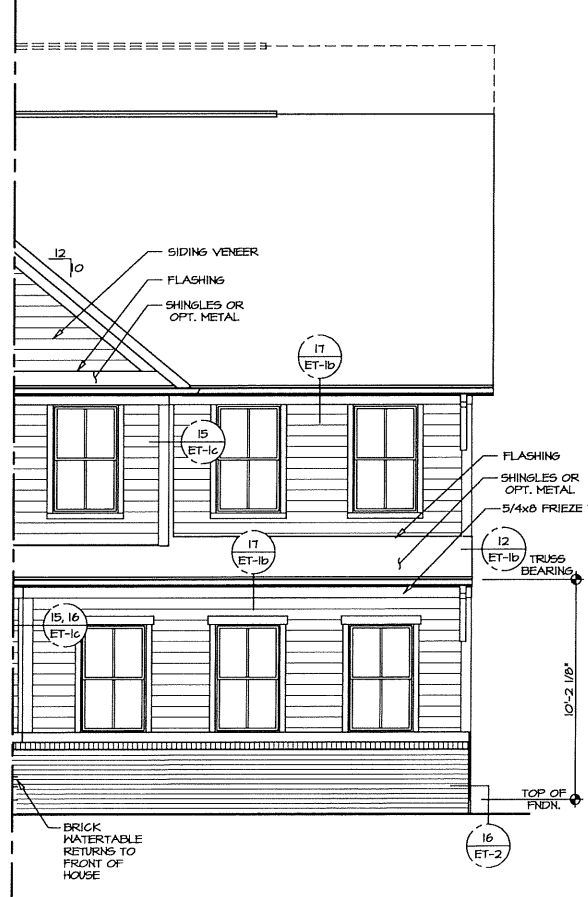 12
10
SIDING VENEER
FLASHING
SHINGLES OR
OPT. METAL
17
ET-1b
15
ET-1c
FLASHING
SHINGLES OR
OPT. METAL
5/4x8 FRIEZE
17
ET-1b
12
ET-1b
TRUSS
BEARING
15, 16
ET-1c
10'-2 1/8"
TOP OF
FNDN.
BRICK
WATERTABLE
RETURNS TO
FRONT OF
HOUSE
16
ET-2